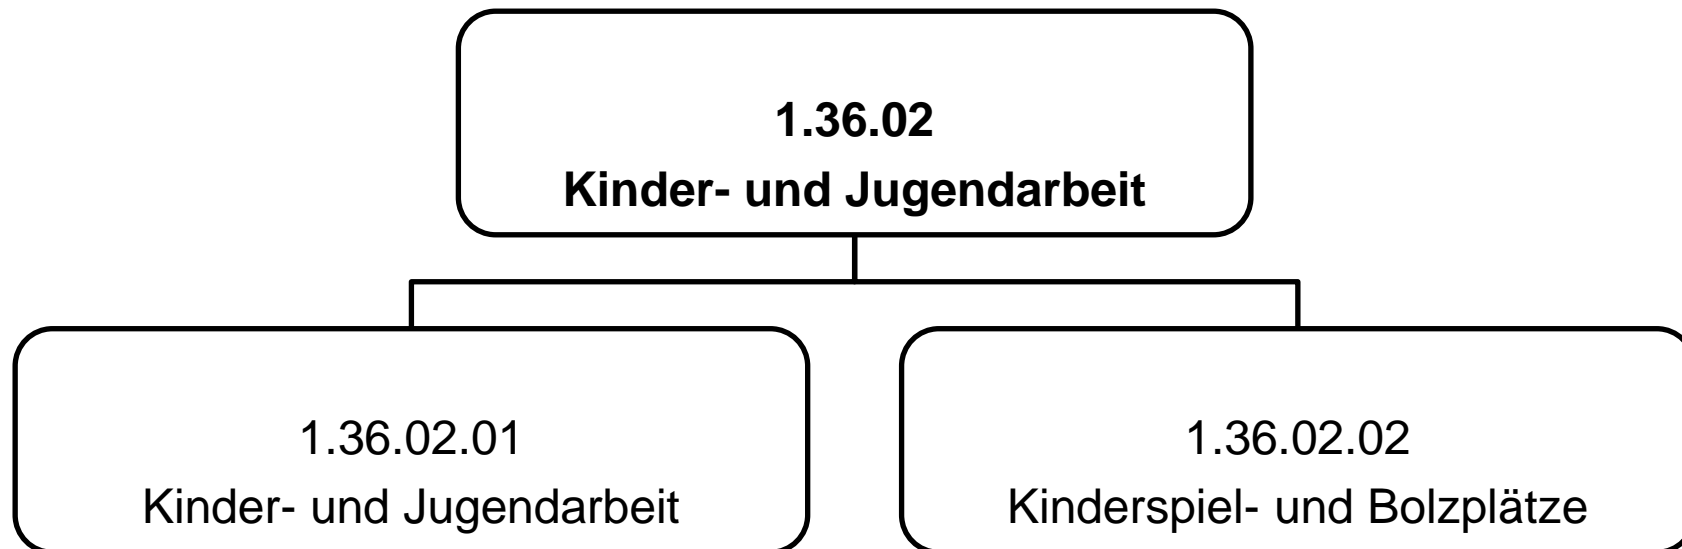 1.36.02
Kinder- und Jugendarbeit
1.36.02.01
Kinder- und Jugendarbeit
1.36.02.02
Kinderspiel- und Bolzplätze